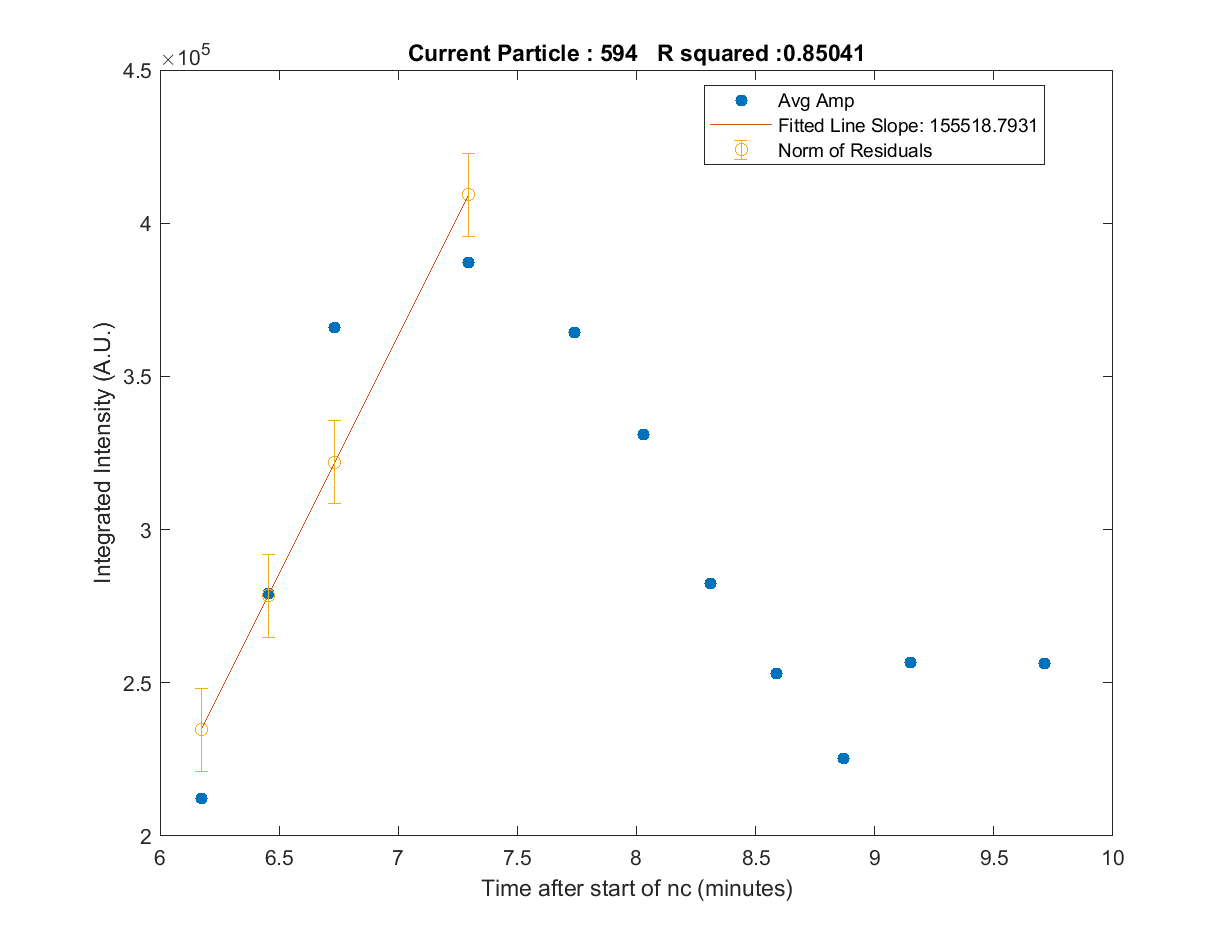 Current Particle : 594   R squared :0.85041
×10⁵
4.5
4
3.5
3
2.5
2
Avg Amp
Fitted Line Slope: 155518.7931
Norm of Residuals
Integrated Intensity (A.U.)
6 6.5 7 7.5 8 8.5 9 9.5 10
Time after start of nc (minutes)